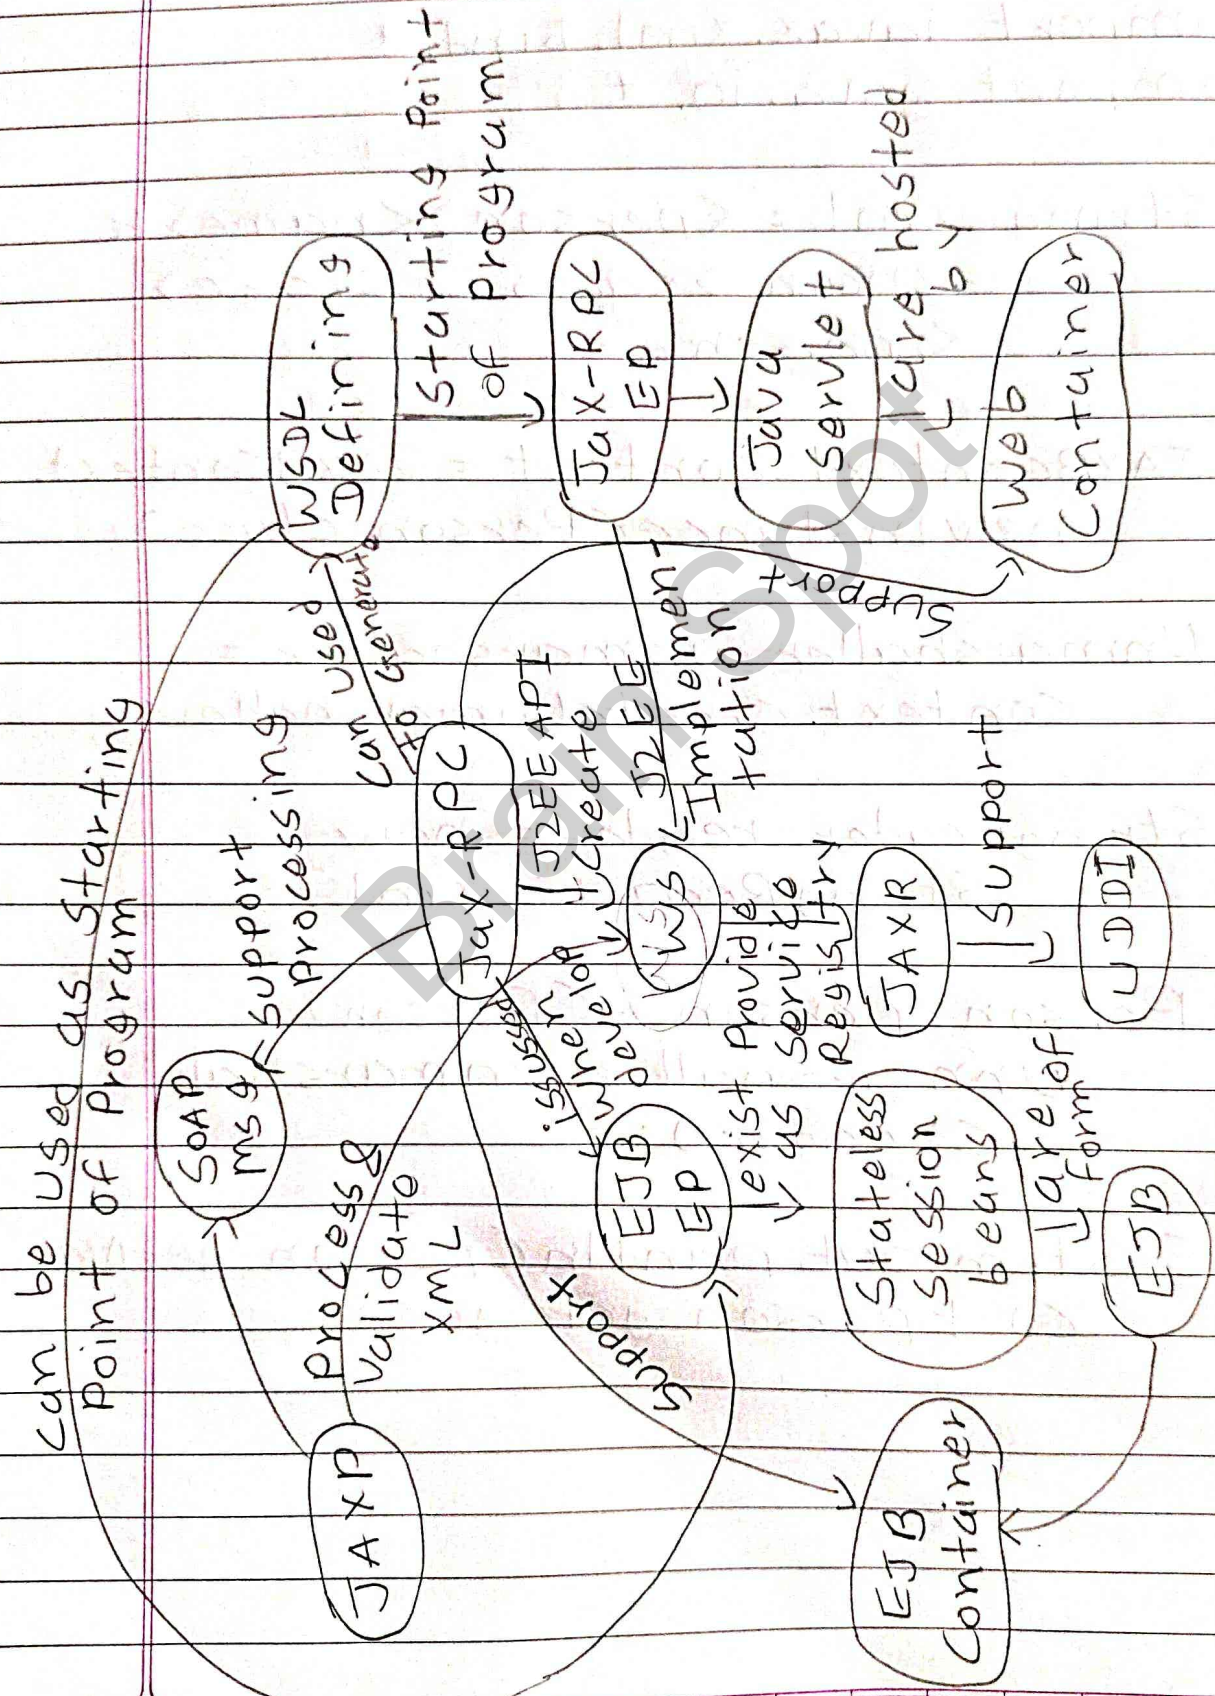 can be used as starting
Point of Program
SOAP
msg
Support
Processing
WSDL
Defining
can used
to Generate
Starting Point
of Program
JAXP
Process &
validate
xmL
Jax-RPC
J2EE API
create
Jax-RPC
EP
issused
when
develop
WS
J2EE
Implemen-
tation
Java
Servlet
are hosted
by
Support
EJB
EP
exist
as
Provide
Service
Registry
JAXR
Support
Support
Web
Container
Stateless
Session
beans
are of
form
UDDI
EJB
Container
EJB
Brain Spot